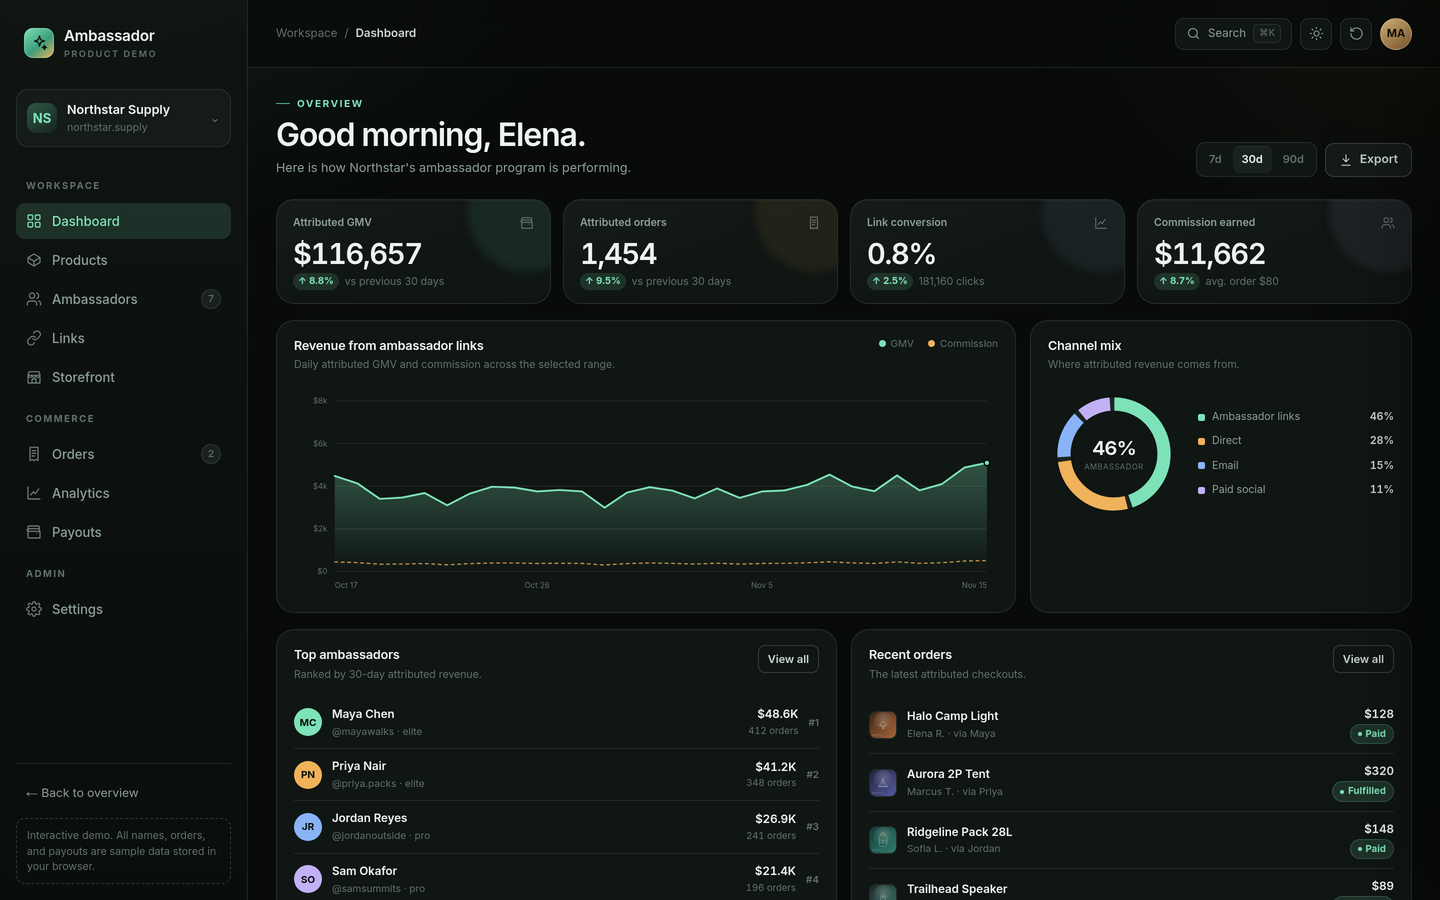 Ambassador
PRODUCT DEMO
NS
Northstar Supply
northstar.supply
WORKSPACE
Dashboard
Products
Ambassadors 7
Links
Storefront
COMMERCE
Orders 2
Analytics
Payouts
ADMIN
Settings
← Back to overview
Interactive demo. All names, orders,
and payouts are sample data stored in
your browser.
Workspace / Dashboard
Search ⌘K
MA
OVERVIEW
Good morning, Elena.
Here is how Northstar's ambassador program is performing.
7d 30d 90d
Export
Attributed GMV
$116,657
↑ 8.8% vs previous 30 days
Attributed orders
1,454
↑ 9.5% vs previous 30 days
Link conversion
0.8%
↑ 2.5% 181,160 clicks
Commission earned
$11,662
↑ 8.7% avg. order $80
Revenue from ambassador links
Daily attributed GMV and commission across the selected range.
GMV Commission
$8k
$6k
$4k
$2k
$0
Oct 17 Oct 26 Nov 5 Nov 15
Channel mix
Where attributed revenue comes from.
46%
AMBASSADOR
Ambassador links 46%
Direct 28%
Email 15%
Paid social 11%
Top ambassadors
Ranked by 30-day attributed revenue.
View all
MC
Maya Chen
@mayawalks · elite
$48.6K
412 orders
#1
PN
Priya Nair
@priya.packs · elite
$41.2K
348 orders
#2
JR
Jordan Reyes
@jordanoutside · pro
$26.9K
241 orders
#3
SO
Sam Okafor
@samsummits · pro
$21.4K
196 orders
#4
Recent orders
The latest attributed checkouts.
View all
Halo Camp Light
Elena R. · via Maya
$128
Paid
Aurora 2P Tent
Marcus T. · via Priya
$320
Fulfilled
Ridgeline Pack 28L
Sofia L. · via Jordan
$148
Paid
Trailhead Speaker
$89